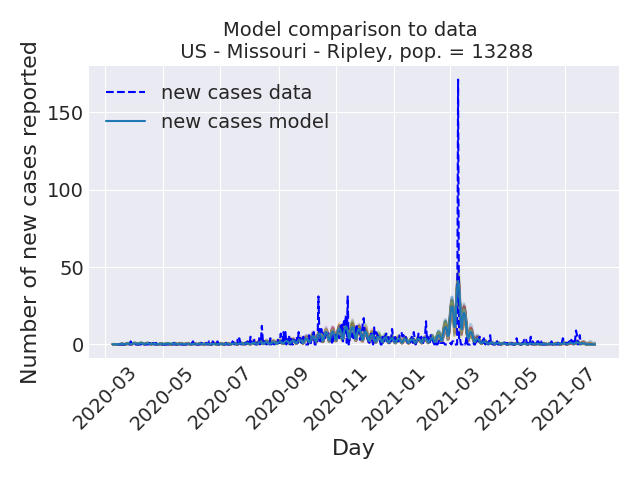 Model comparison to data
US - Missouri - Ripley, pop. = 13288
Number of new cases reported
150
100
50
0
new cases data
new cases model
2020-03
2020-05
2020-07
2020-09
2020-11
2021-01
2021-03
2021-05
2021-07
Day